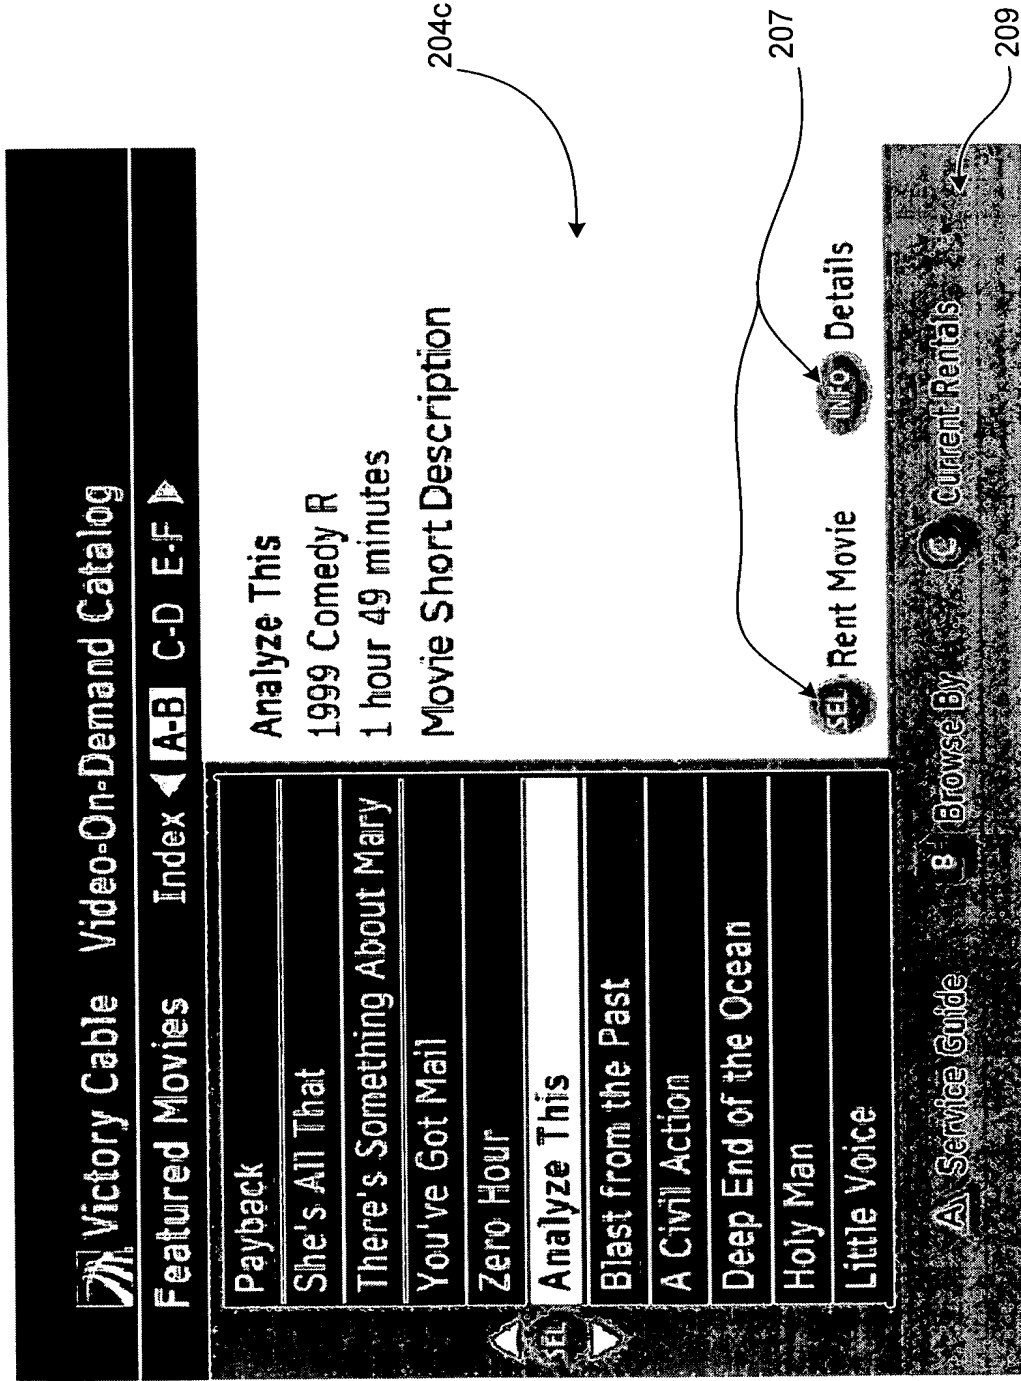 Victory Cable Video-On-Demand Catalog
Featured Movies Index A-B C-D E-F
Payback
She's All That
There's Something About Mary
You've Got Mail
Zero Hour
SEL Analyze This
Blast from the Past
A Civil Action
Deep End of the Ocean
Holy Man
Little Voice
Analyze This
1999 Comedy R
1 hour 49 minutes
Movie Short Description
SEL Rent Movie INFO Details
A Service Guide B Browse By C Current Rentals
204c
207
209